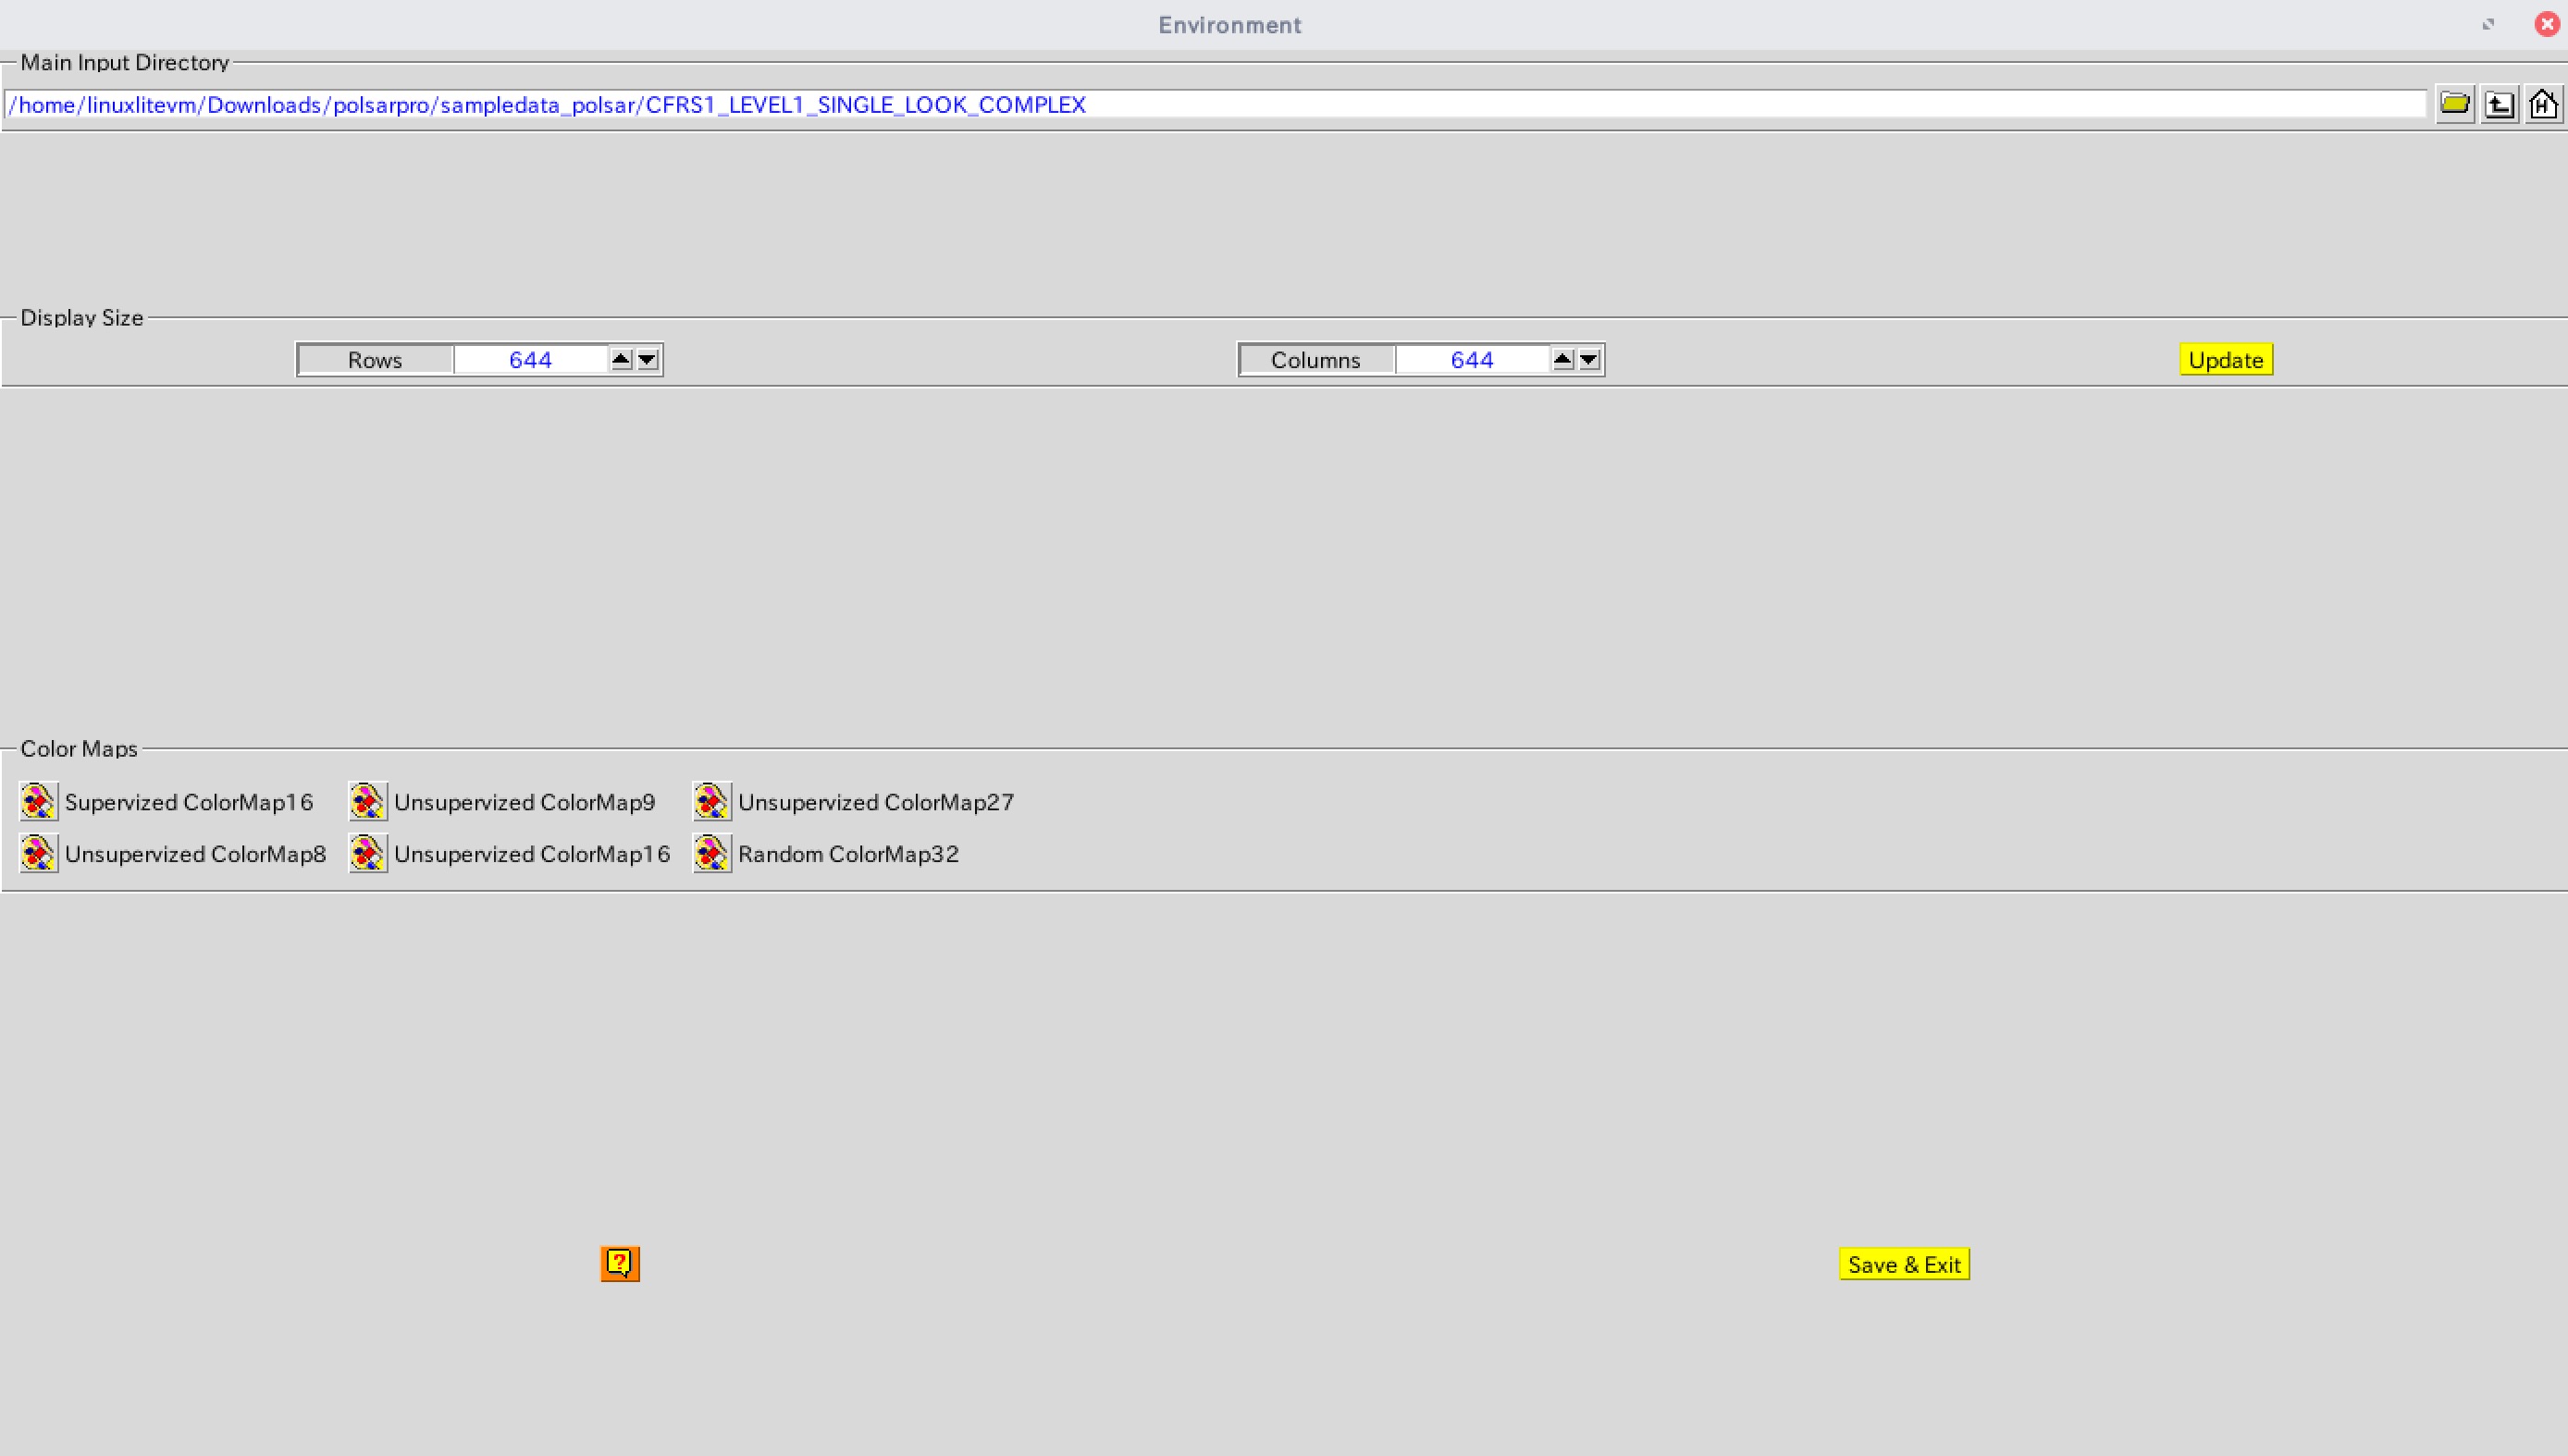 Environment
Main Input Directory
/home/linuxlitevm/Downloads/polsarpro/sampledata_polsar/CFRS1_LEVEL1_SINGLE_LOOK_COMPLEX
H
Display Size
Rows 644 Columns 644 Update
Color Maps
Supervized ColorMap16 Unsupervized ColorMap9 Unsupervized ColorMap27
Unsupervized ColorMap8 Unsupervized ColorMap16 Random ColorMap32
? Save & Exit